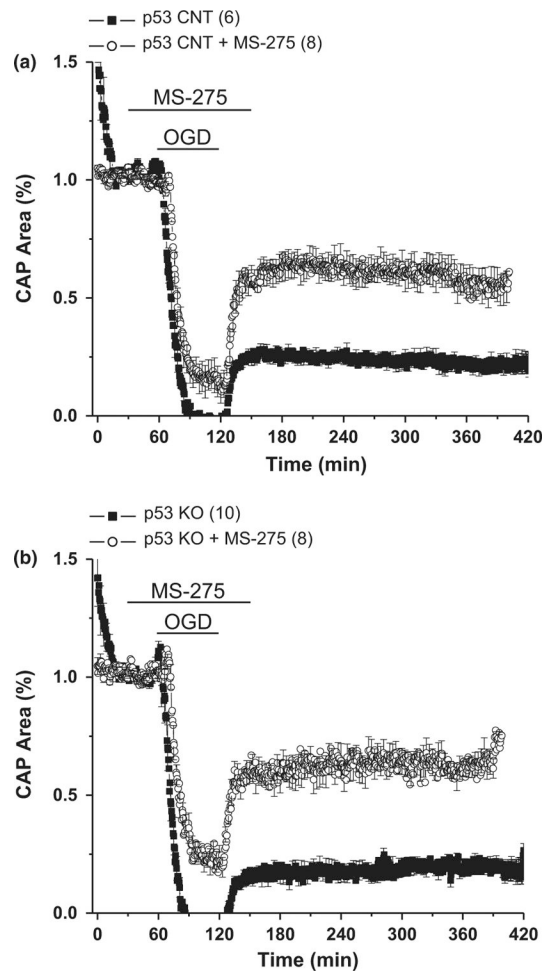 p53 CNT (6)
p53 CNT + MS-275 (8)
(a)
1.5
MS-275
OGD
1.0
CAP Area (%)
0.5
0.0
0 60 120 180 240 300 360 420
Time (min)
p53 KO (10)
p53 KO + MS-275 (8)
(b)
1.5
MS-275
OGD
1.0
CAP Area (%)
0.5
0.0
0 60 120 180 240 300 360 420
Time (min)